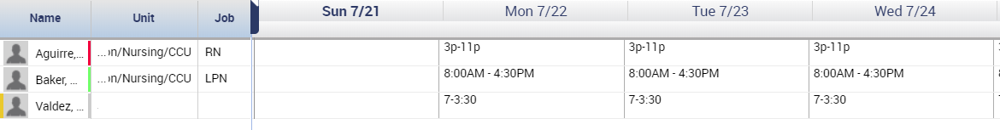 Name Unit Job Sun 7/21 Mon 7/22 Tue 7/23 Wed 7/24
Aguirre,... ...on/Nursing/CCU RN 3p-11p 3p-11p 3p-11p
Baker, ... ...on/Nursing/CCU LPN 8:00AM - 4:30PM 8:00AM - 4:30PM 8:00AM - 4:30PM
Valdez, ... 7-3:30 7-3:30 7-3:30